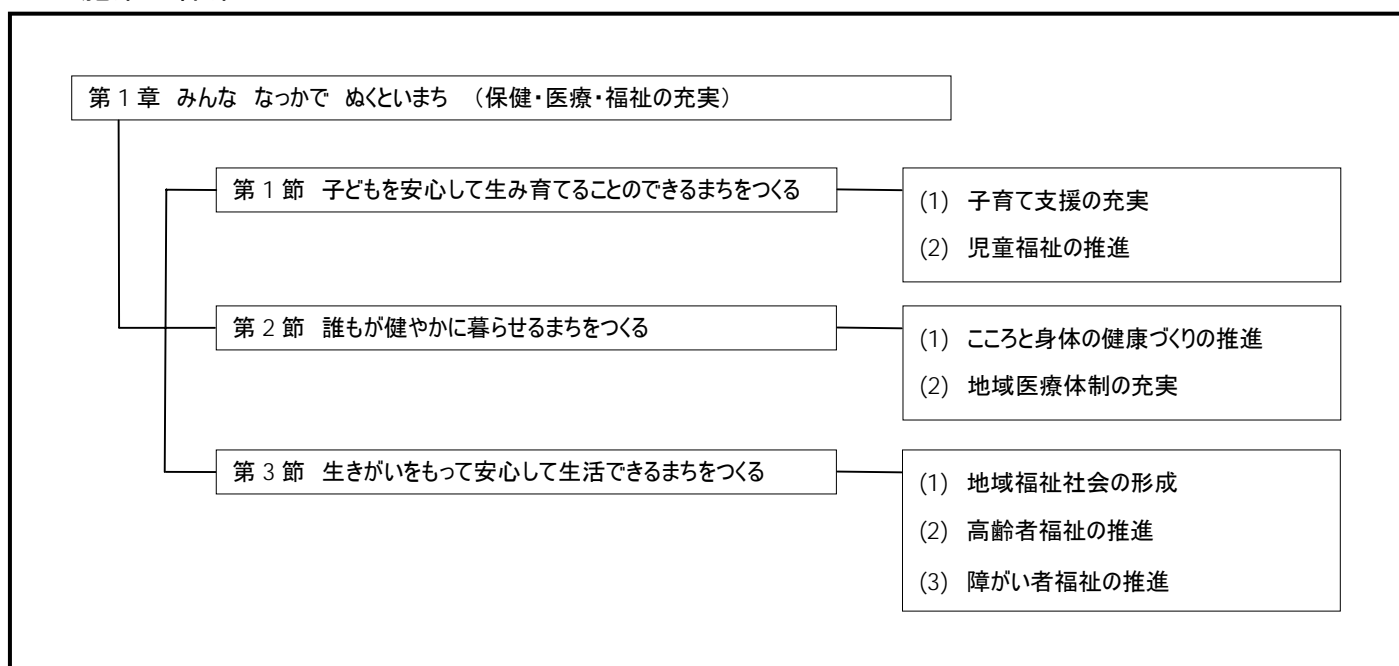 第1章 みんな なっかで ぬくといまち (保健・医療・福祉の充実)
第1節 子どもを安心して生み育てることのできるまちをつくる
(1) 子育て支援の充実
(2) 児童福祉の推進
第2節 誰もが健やかに暮らせるまちをつくる
(1) こころと身体の健康づくりの推進
(2) 地域医療体制の充実
第3節 生きがいをもって安心して生活できるまちをつくる
(1) 地域福祉社会の形成
(2) 高齢者福祉の推進
(3) 障がい者福祉の推進